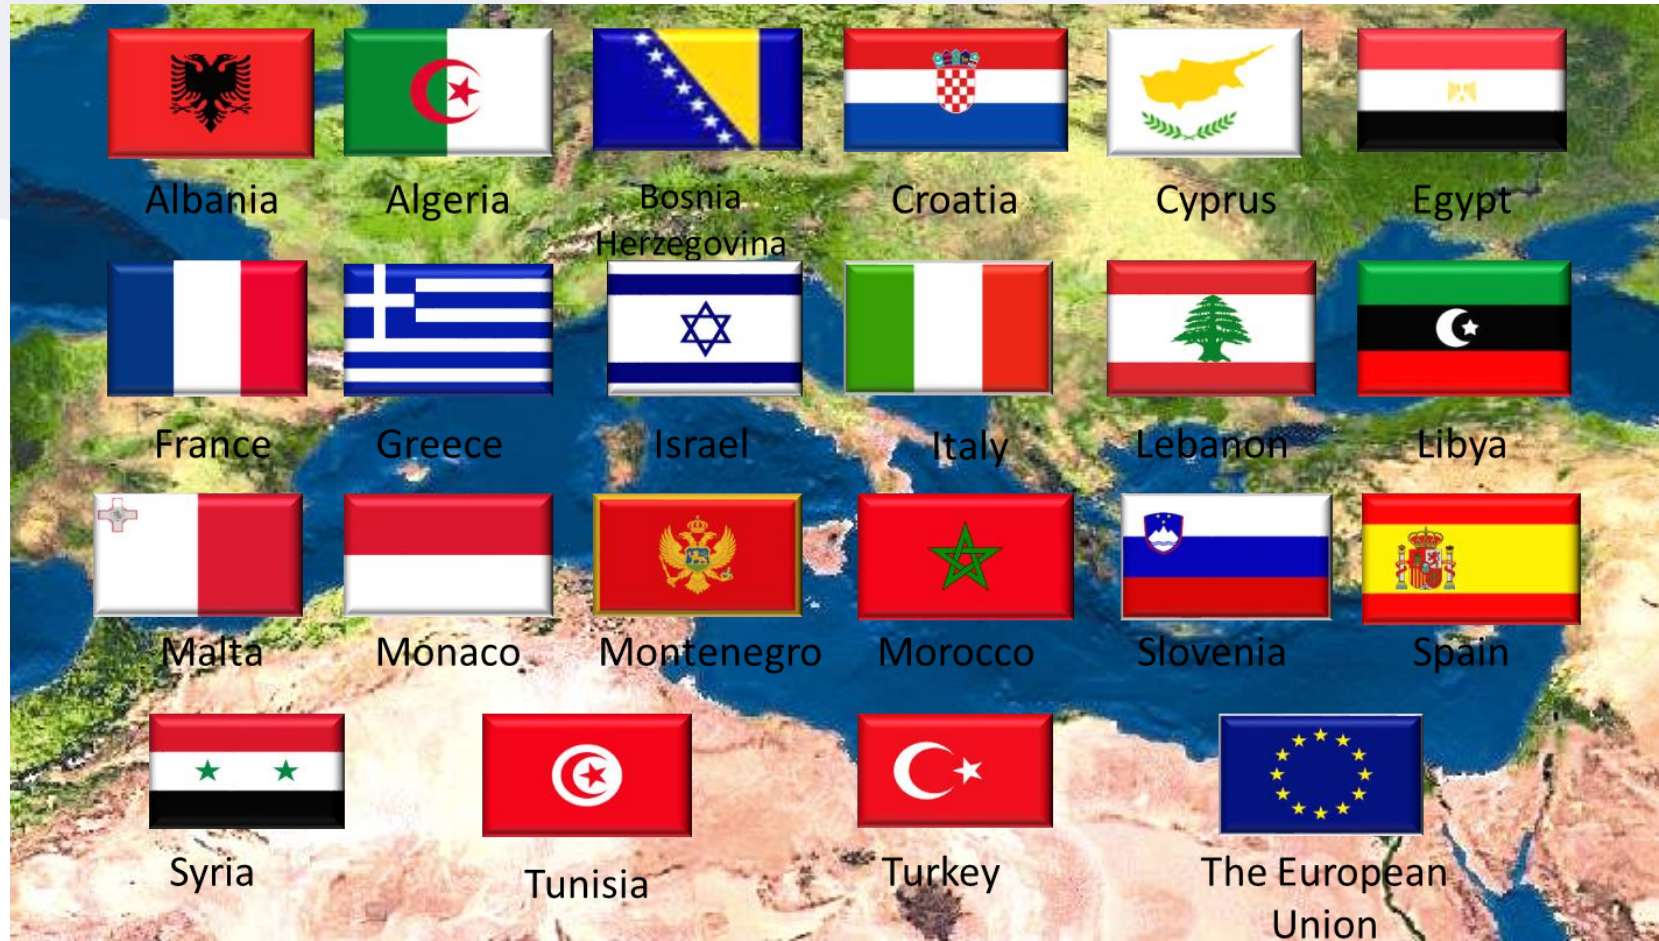 Albania
Algeria
Bosnia
Herzegovina
Croatia
Cyprus
Egypt
France
Greece
Israel
Italy
Lebanon
Libya
Malta
Monaco
Montenegro
Morocco
Slovenia
Spain
Syria
Tunisia
Turkey
The European
Union